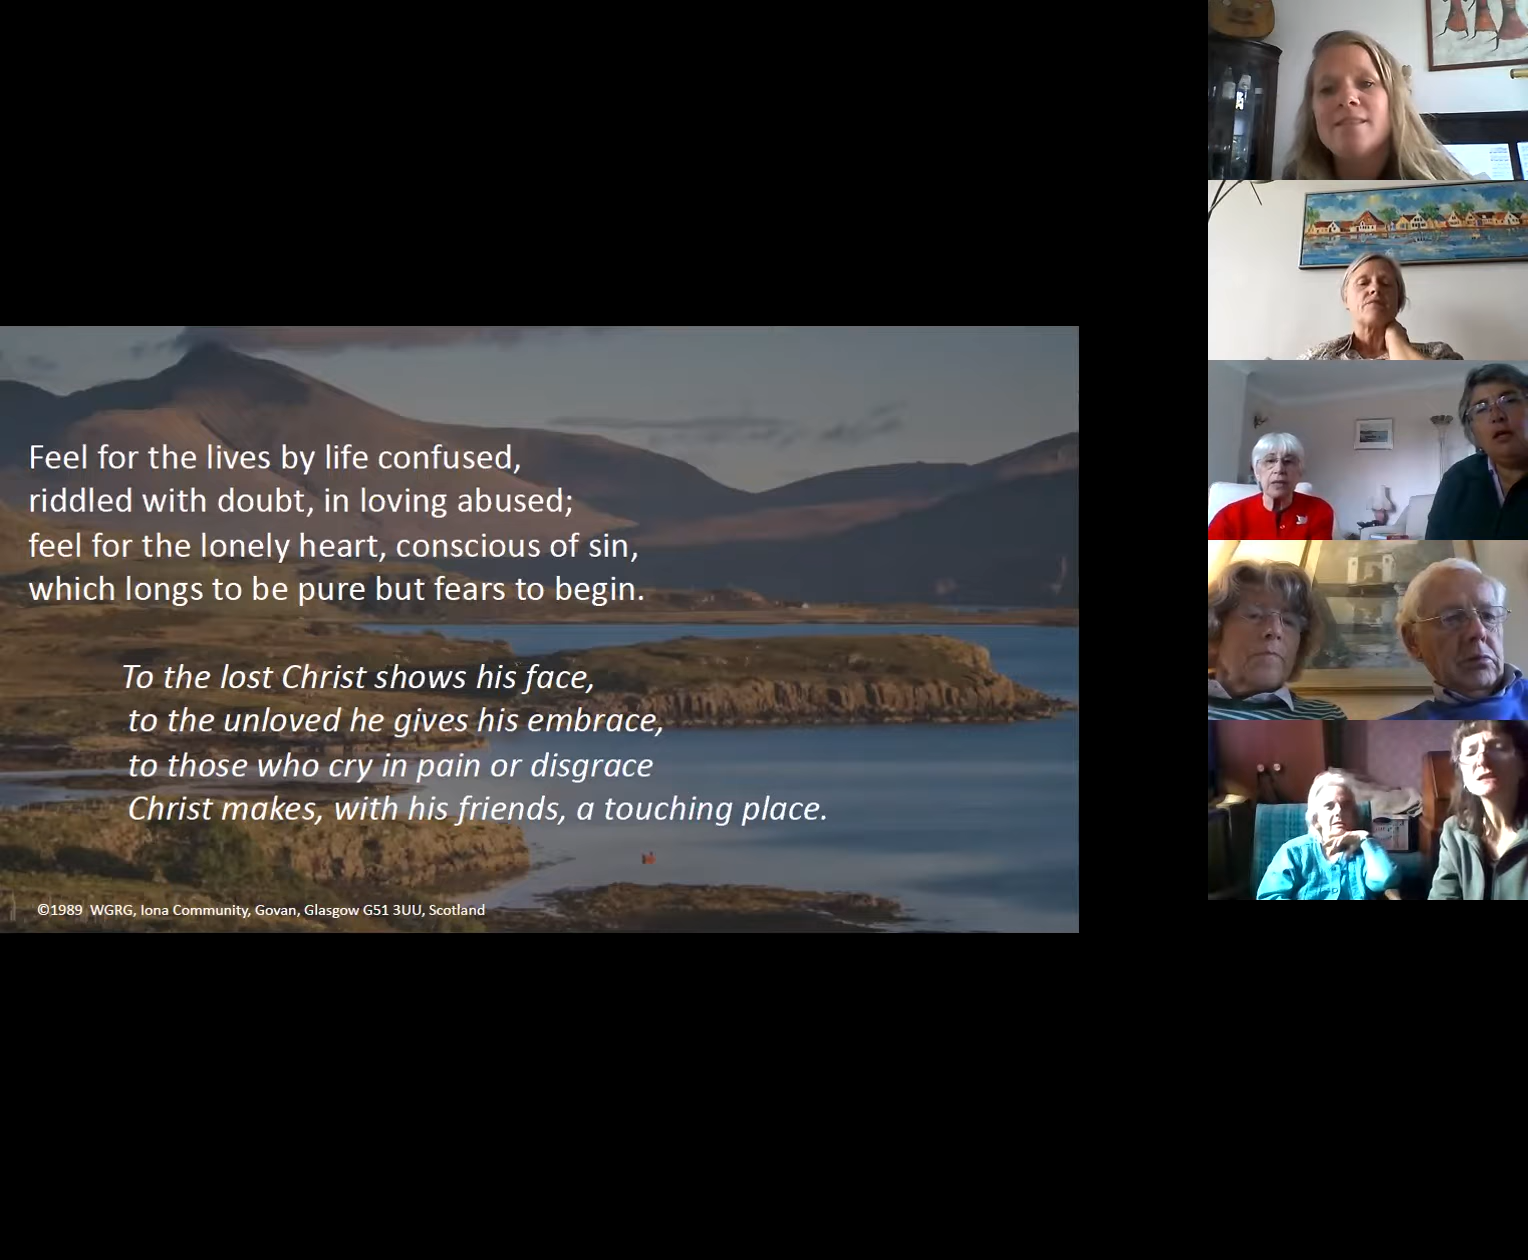 Feel for the lives by life confused,
riddled with doubt, in loving abused;
feel for the lonely heart, conscious of sin,
which longs to be pure but fears to begin.
To the lost Christ shows his face,
to the unloved he gives his embrace,
to those who cry in pain or disgrace
Christ makes, with his friends, a touching place.
©1989 WGRG, Iona Community, Govan, Glasgow G51 3UU, Scotland